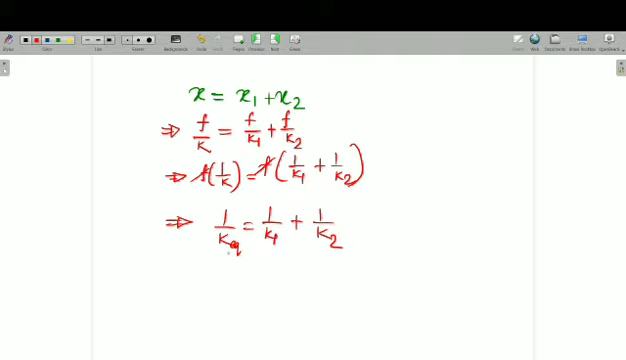 x = x₁ + x₂
⇒ f/K = f/K₁ + f/K₂
⇒ f(1/K) = f(1/K₁ + 1/K₂)
⇒ 1/Keq = 1/K₁ + 1/K₂